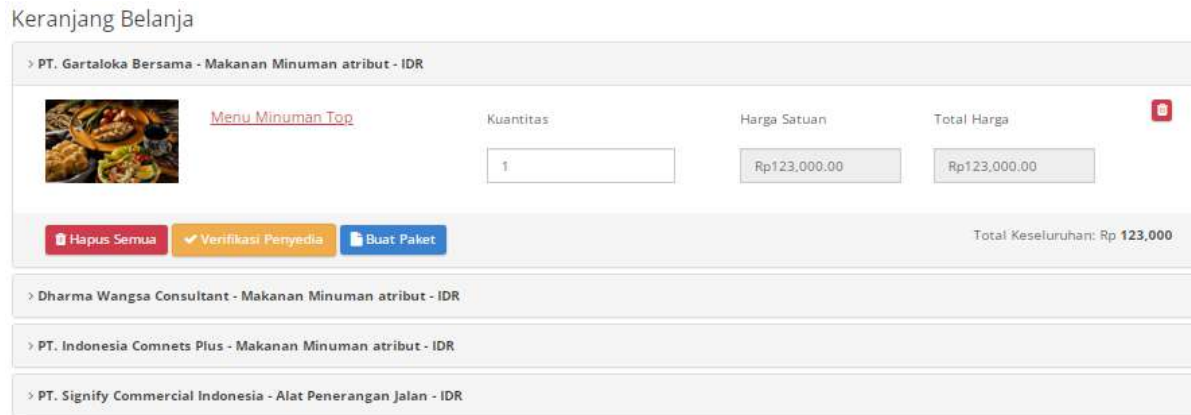 Keranjang Belanja
> PT. Gartaloka Bersama - Makanan Minuman atribut - IDR
Menu Minuman Top Kuantitas Harga Satuan Total Harga
1 Rp123,000.00 Rp123,000.00
Hapus Semua Verifikasi Penyedia Buat Paket Total Keseluruhan: Rp 123,000
> Dharma Wangsa Consultant - Makanan Minuman atribut - IDR
> PT. Indonesia Comnets Plus - Makanan Minuman atribut - IDR
> PT. Signify Commercial Indonesia - Alat Penerangan Jalan - IDR